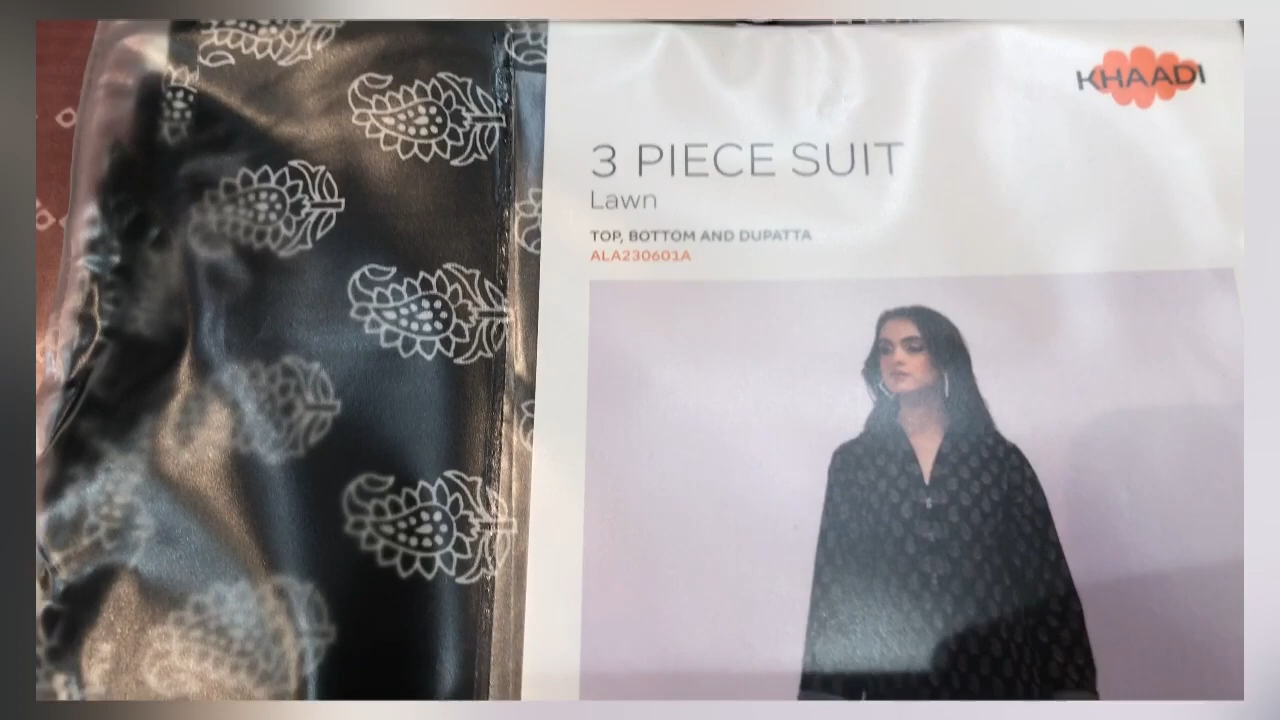 KHAADI
3 PIECE SUIT
Lawn
TOP, BOTTOM AND DUPATTA
ALA230601A